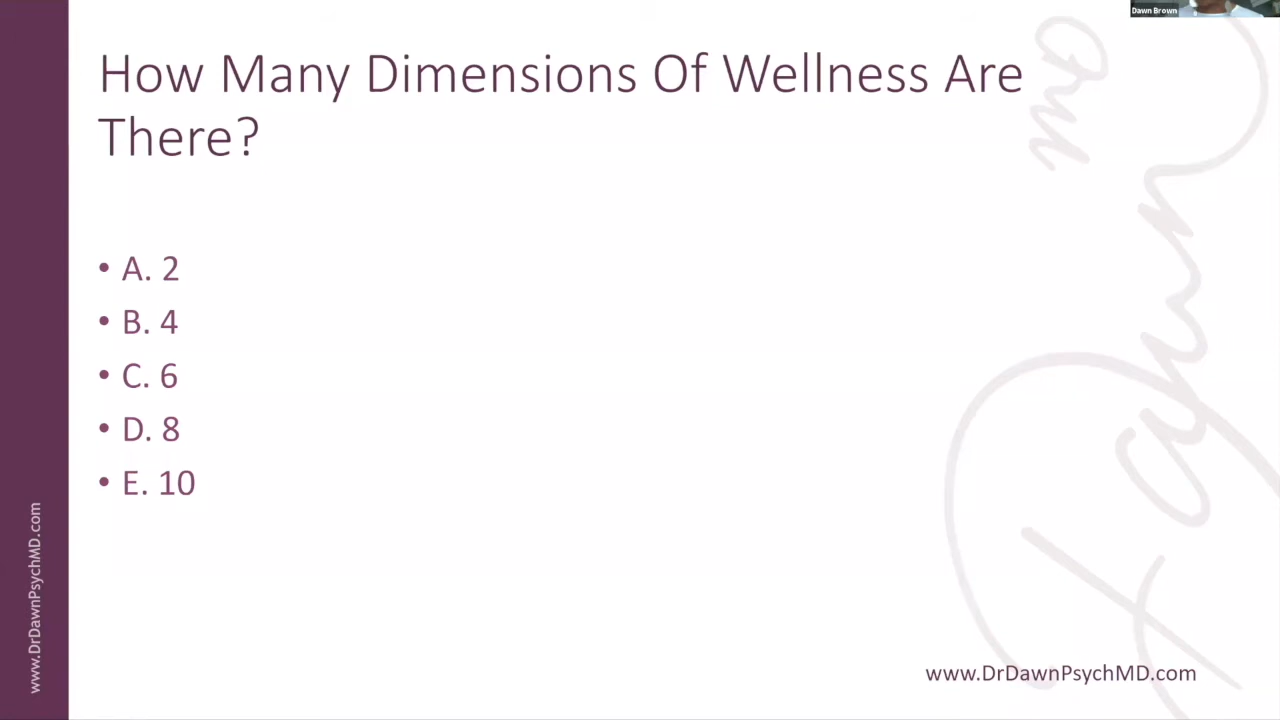 Dawn Brown
How Many Dimensions Of Wellness Are
There?
• A. 2
• B. 4
• C. 6
• D. 8
• E. 10
www.DrDawnPsychMD.com
www.DrDawnPsychMD.com